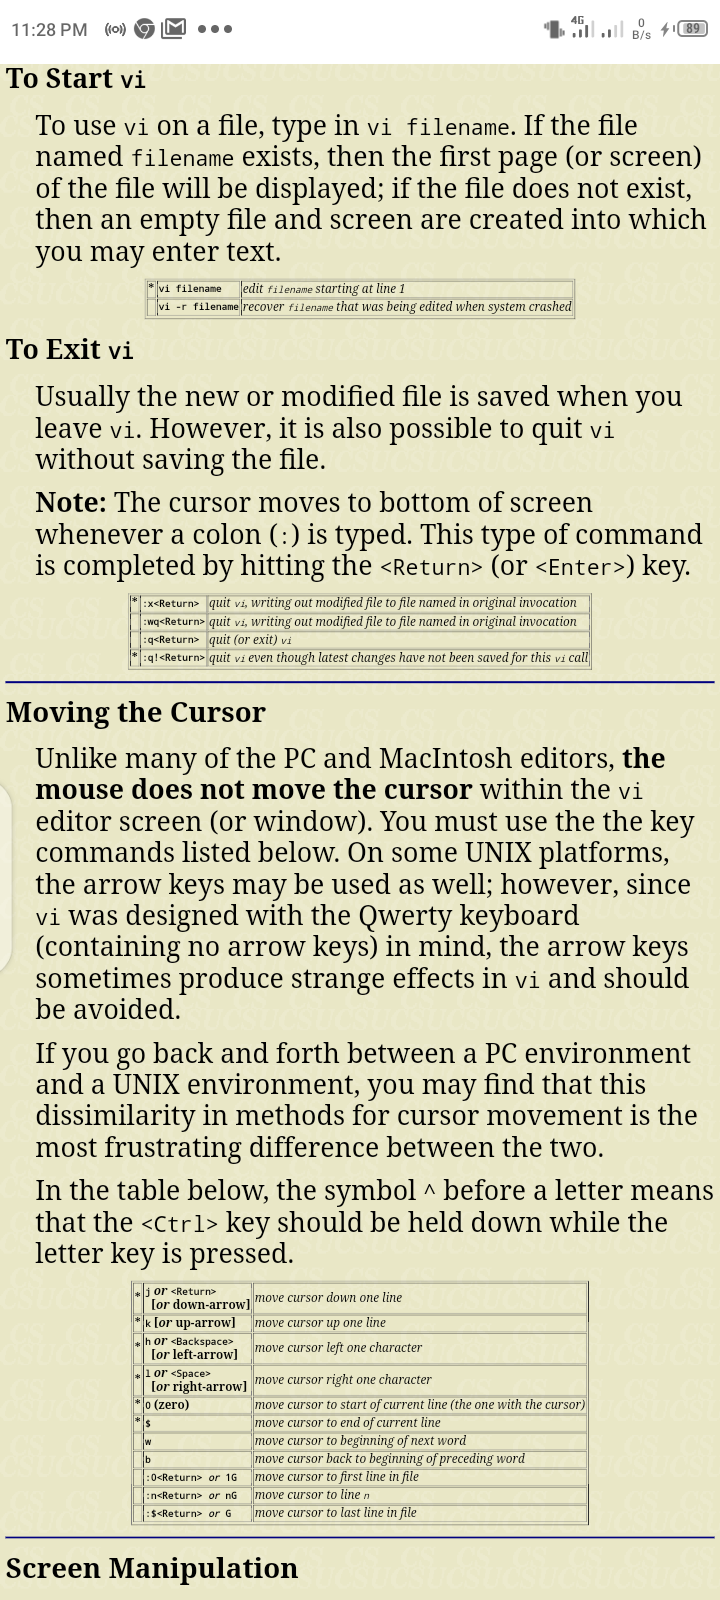 11:28 PM
4G
0
B/s
89
To Start vi
To use vi on a file, type in vi filename. If the file
named filename exists, then the first page (or screen)
of the file will be displayed; if the file does not exist,
then an empty file and screen are created into which
you may enter text.
* vi filename edit filename starting at line 1
vi -r filename recover filename that was being edited when system crashed
To Exit vi
Usually the new or modified file is saved when you
leave vi. However, it is also possible to quit vi
without saving the file.
Note: The cursor moves to bottom of screen
whenever a colon (:) is typed. This type of command
is completed by hitting the <Return> (or <Enter>) key.
* :x<Return> quit vi, writing out modified file to file named in original invocation
:wq<Return> quit vi, writing out modified file to file named in original invocation
:q<Return> quit (or exit) vi
* :q!<Return> quit vi even though latest changes have not been saved for this vi call
Moving the Cursor
Unlike many of the PC and MacIntosh editors, the
mouse does not move the cursor within the vi
editor screen (or window). You must use the the key
commands listed below. On some UNIX platforms,
the arrow keys may be used as well; however, since
vi was designed with the Qwerty keyboard
(containing no arrow keys) in mind, the arrow keys
sometimes produce strange effects in vi and should
be avoided.
If you go back and forth between a PC environment
and a UNIX environment, you may find that this
dissimilarity in methods for cursor movement is the
most frustrating difference between the two.
In the table below, the symbol ^ before a letter means
that the <Ctrl> key should be held down while the
letter key is pressed.
* j or <Return>
[or down-arrow] move cursor down one line
* k [or up-arrow] move cursor up one line
* h or <Backspace>
[or left-arrow] move cursor left one character
* l or <Space>
[or right-arrow] move cursor right one character
* 0 (zero) move cursor to start of current line (the one with the cursor)
* $ move cursor to end of current line
w move cursor to beginning of next word
b move cursor back to beginning of preceding word
:0<Return> or 1G move cursor to first line in file
:n<Return> or nG move cursor to line n
:$<Return> or G move cursor to last line in file
Screen Manipulation